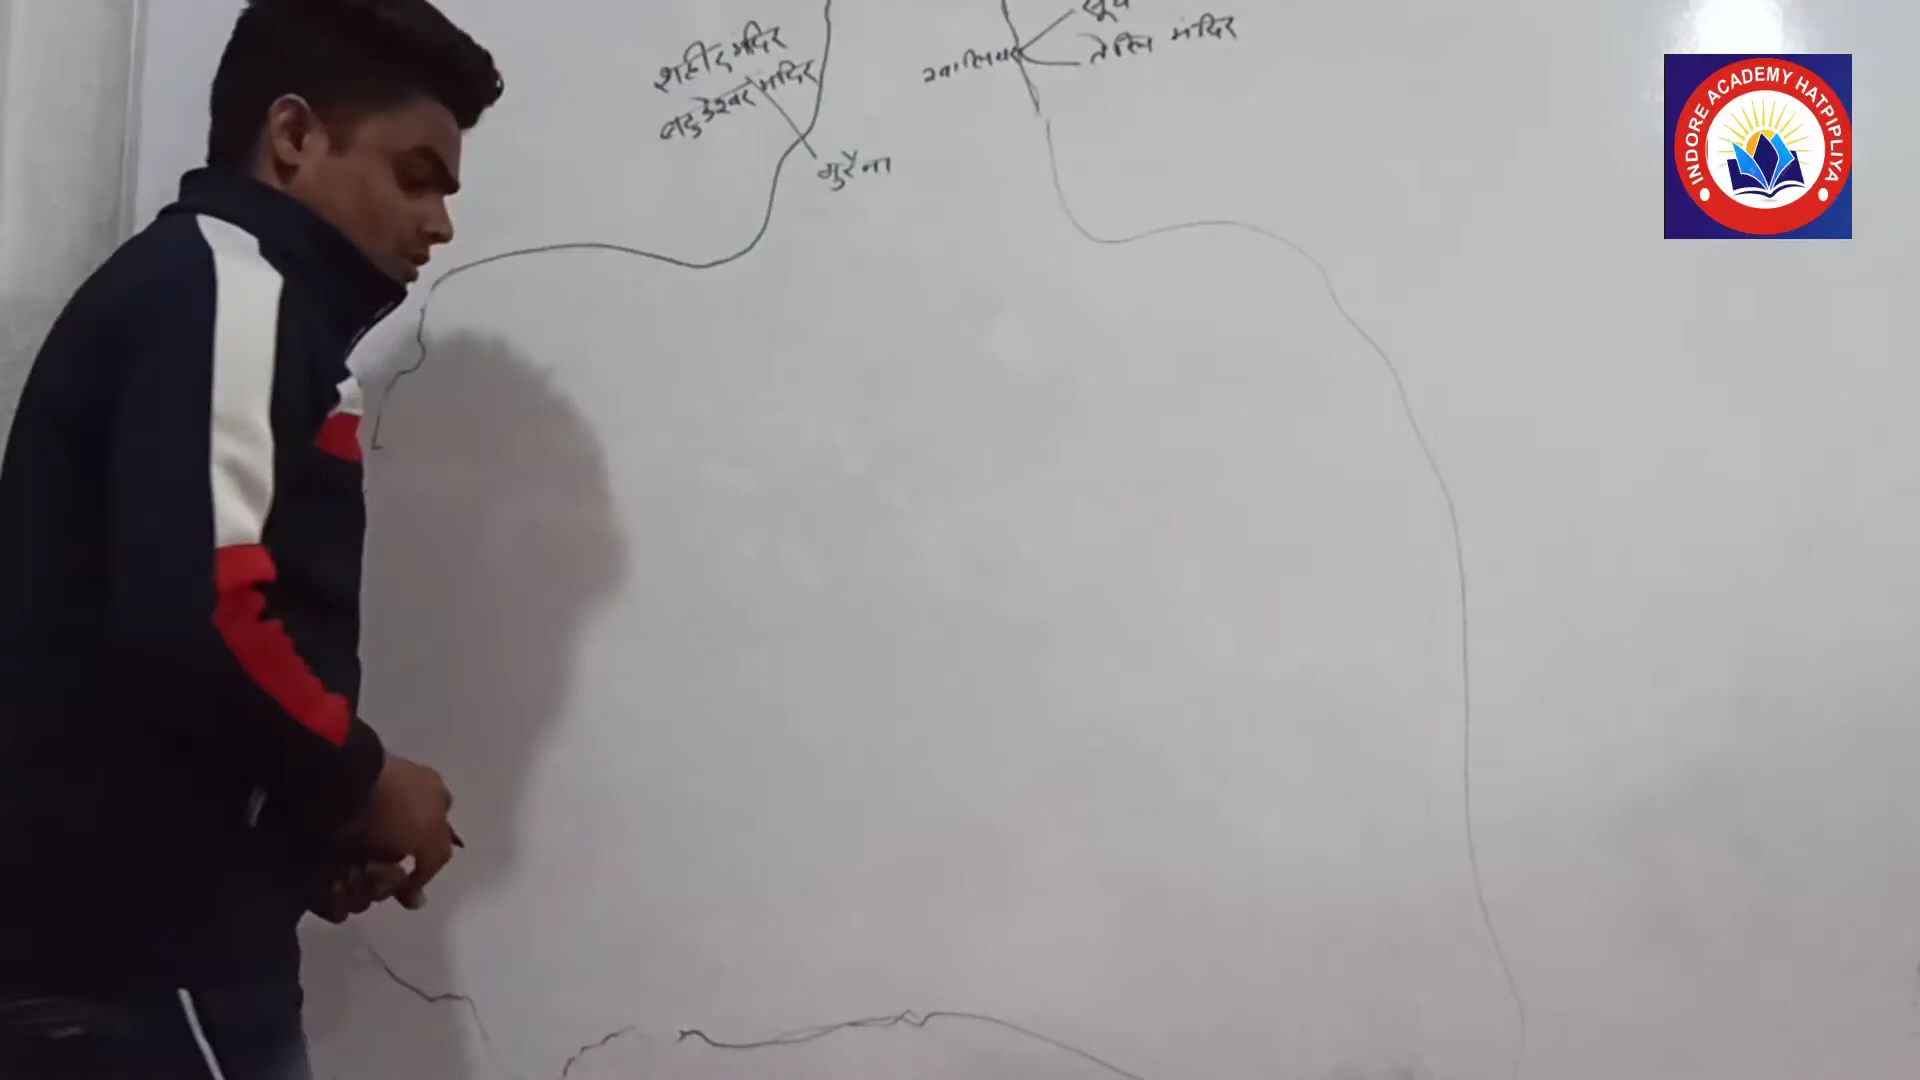 शहीद मंदिर
बटुडेश्वर मंदिर
मुरैना
ग्वालियर
तेलि मंदिर
INDORE ACADEMY HATPIPLIYA